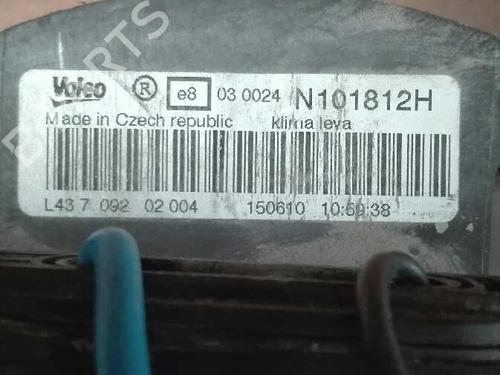 PARTS
Valeo ® e8 03 0024 N101812H
Made in Czech republic klima leva
L43 7 092 02 004 150610 10:59:38